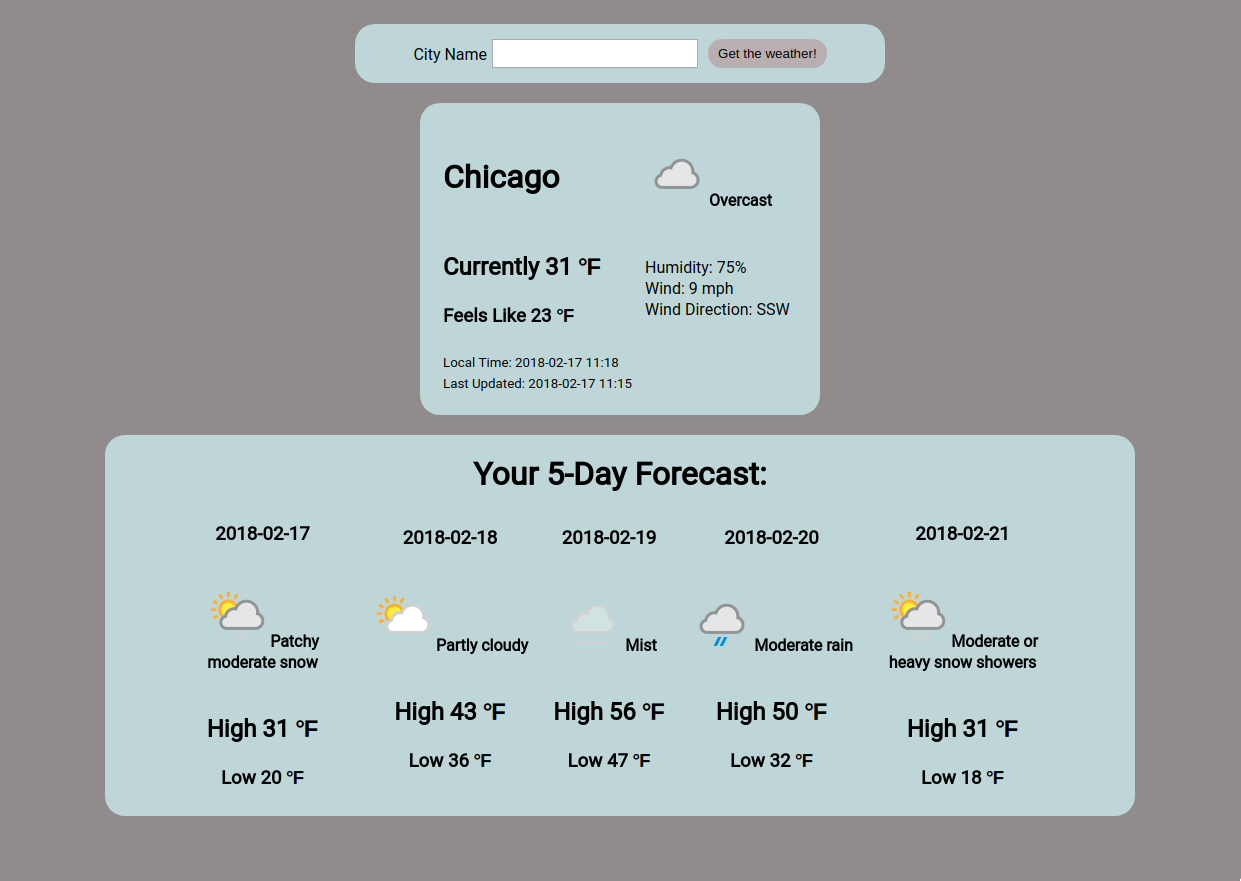 City Name Get the weather!
Chicago
Overcast
Currently 31 °F
Feels Like 23 °F
Humidity: 75%
Wind: 9 mph
Wind Direction: SSW
Local Time: 2018-02-17 11:18
Last Updated: 2018-02-17 11:15
Your 5-Day Forecast:
2018-02-17
Patchy
moderate snow
High 31 °F
Low 20 °F
2018-02-18
Partly cloudy
High 43 °F
Low 36 °F
2018-02-19
Mist
High 56 °F
Low 47 °F
2018-02-20
Moderate rain
High 50 °F
Low 32 °F
2018-02-21
Moderate or
heavy snow showers
High 31 °F
Low 18 °F